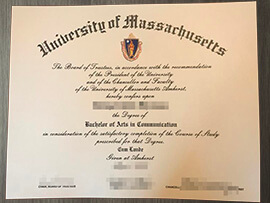 University of Massachusetts
The Board of Trustees, in accordance with the recommendation
of the President of the University
and of the Chancellor and Faculty
of the University of Massachusetts Amherst,
hereby confers upon
the Degree of
Bachelor of Arts in Communication
in consideration of the satisfactory completion of the Course of Study
prescribed for that Degree.
Cum Laude
Given at Amherst